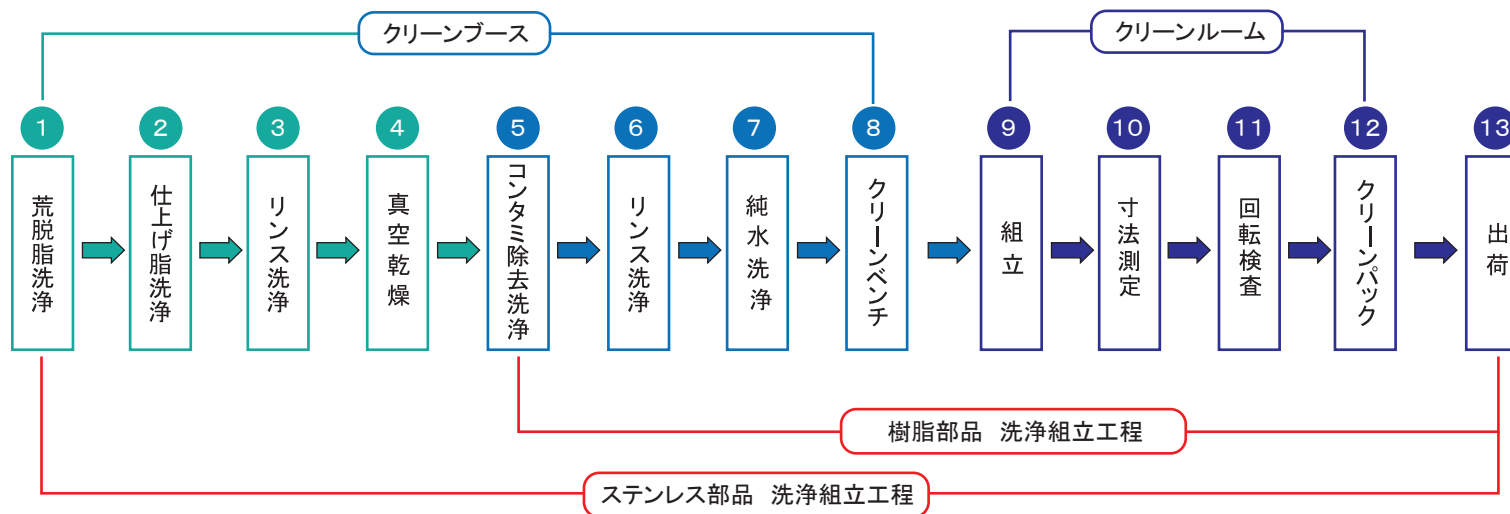 クリーンブース
クリーンルーム
1
2
3
4
5
6
7
8
9
10
11
12
13
荒脱脂洗浄
仕上げ脂洗浄
リンス洗浄
真空乾燥
コンタミ除去洗浄
リンス洗浄
純水洗浄
クリーンベンチ
組立
寸法測定
回転検査
クリーンパック
出荷
樹脂部品 洗浄組立工程
ステンレス部品 洗浄組立工程